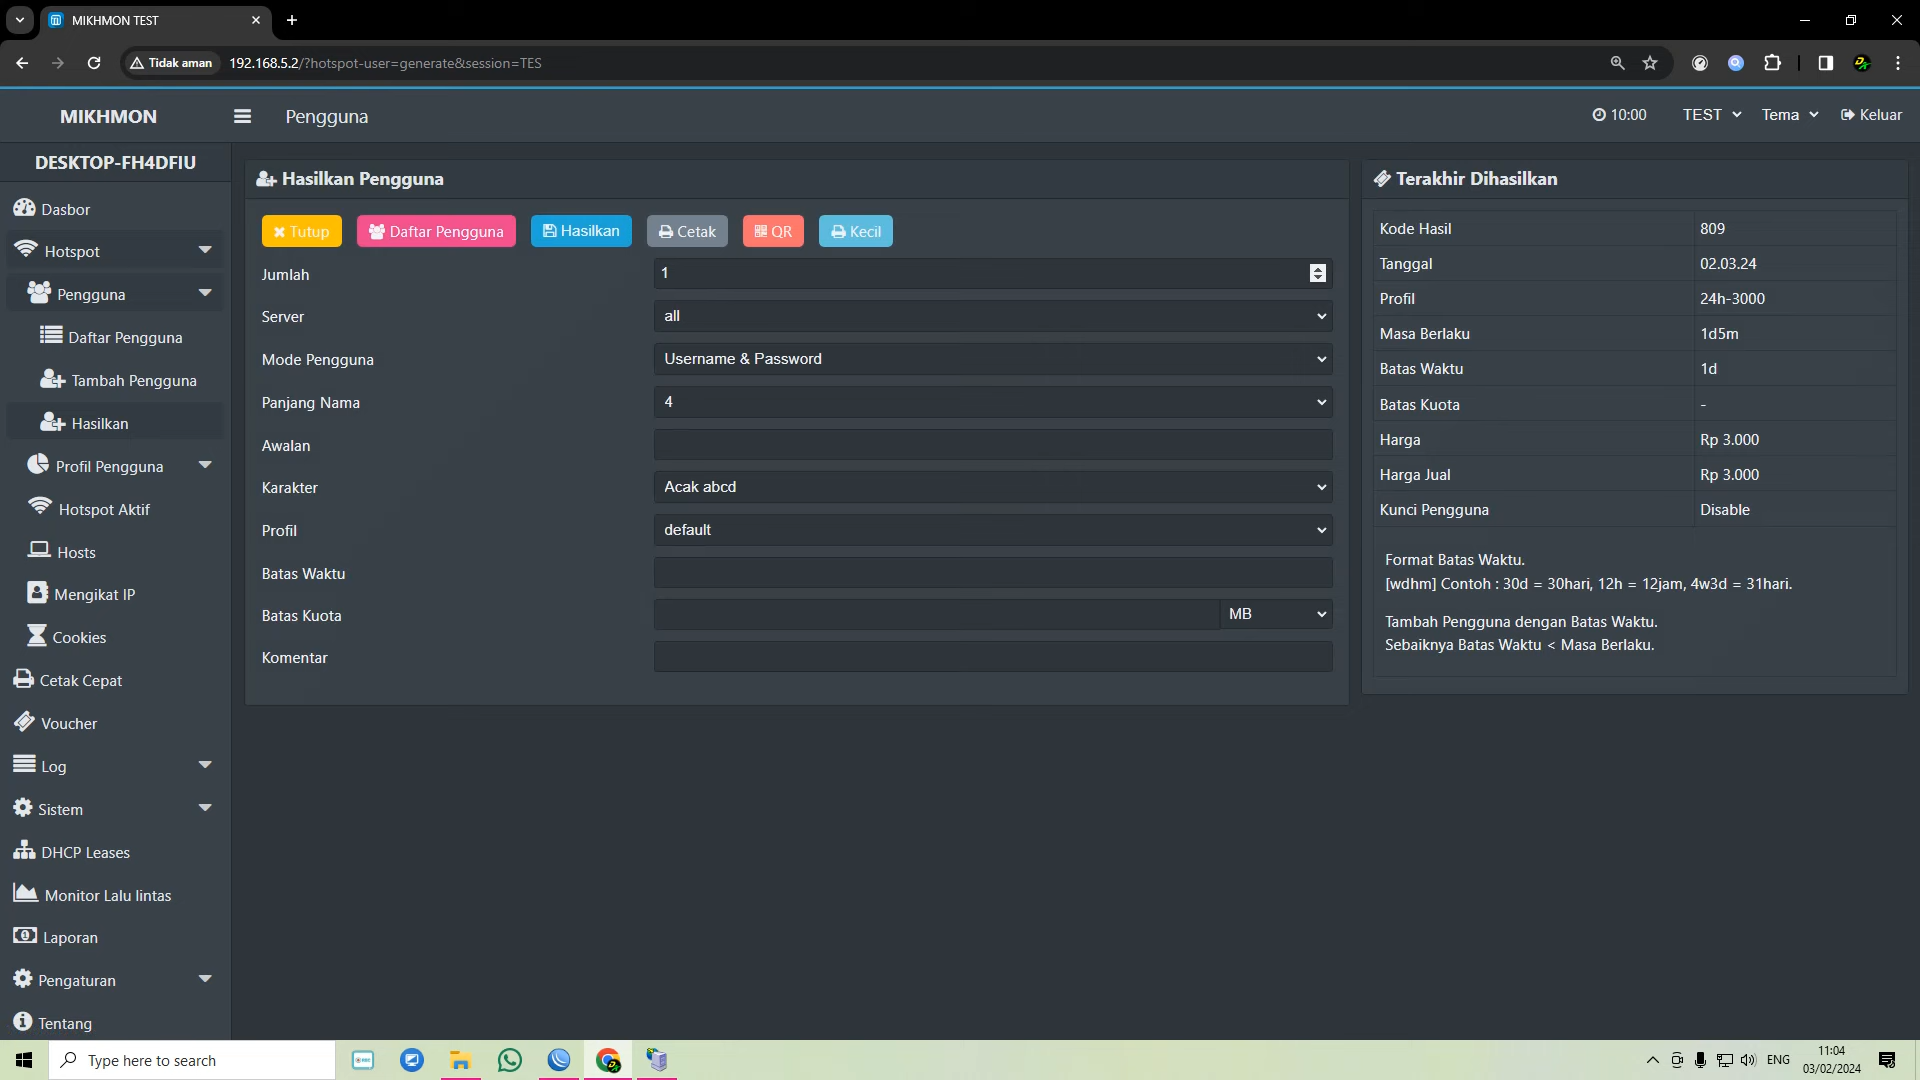 MIKHMON TEST
Tidak aman
192.168.5.2/?hotspot-user=generate&session=TES
MIKHMON
Pengguna
10:00
TEST
Tema
Keluar
DESKTOP-FH4DFIU
Dasbor
Hotspot
Pengguna
Daftar Pengguna
Tambah Pengguna
Hasilkan
Profil Pengguna
Hotspot Aktif
Hosts
Mengikat IP
Cookies
Cetak Cepat
Voucher
Log
Sistem
DHCP Leases
Monitor Lalu lintas
Laporan
Pengaturan
Tentang
Hasilkan Pengguna
Tutup
Daftar Pengguna
Hasilkan
Cetak
QR
Kecil
Jumlah 1
Server all
Mode Pengguna Username & Password
Panjang Nama 4
Awalan
Karakter Acak abcd
Profil default
Batas Waktu
Batas Kuota MB
Komentar
Terakhir Dihasilkan
Kode Hasil 809
Tanggal 02.03.24
Profil 24h-3000
Masa Berlaku 1d5m
Batas Waktu 1d
Batas Kuota -
Harga Rp 3.000
Harga Jual Rp 3.000
Kunci Pengguna Disable
Format Batas Waktu.
[wdhm] Contoh : 30d = 30hari, 12h = 12jam, 4w3d = 31hari.
Tambah Pengguna dengan Batas Waktu.
Sebaiknya Batas Waktu < Masa Berlaku.
Type here to search
ENG
11:04
03/02/2024